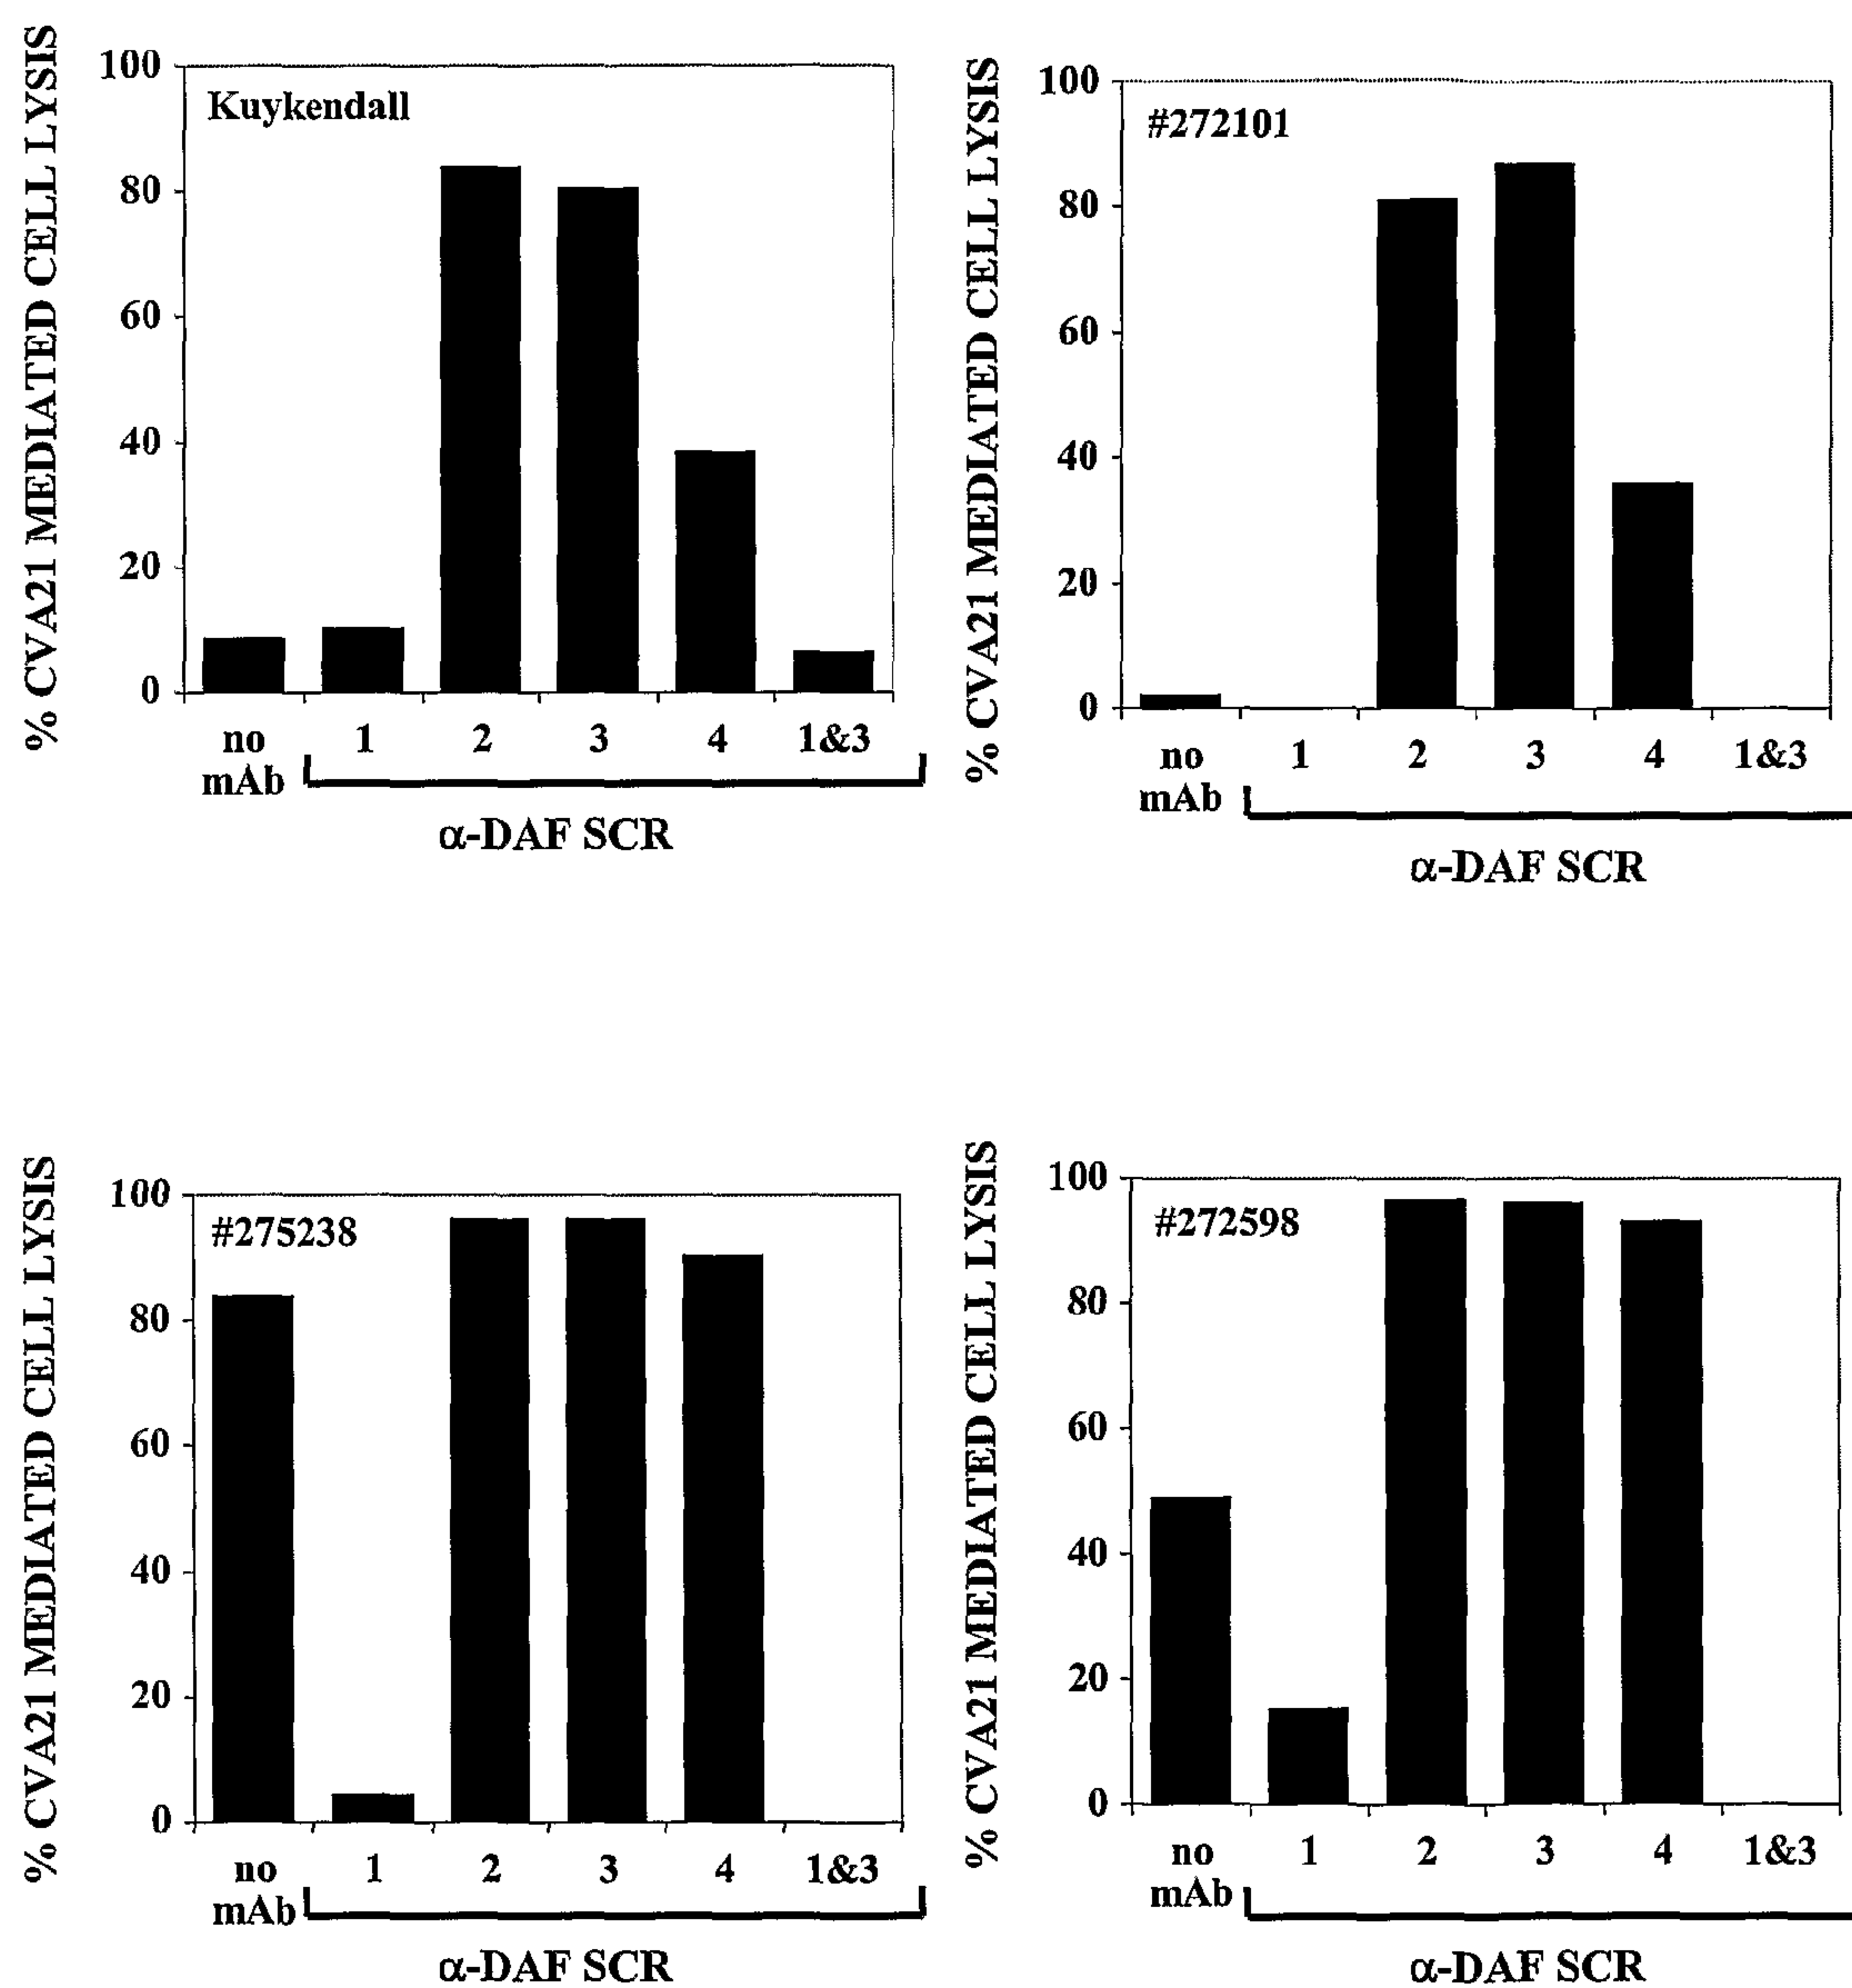 % CVA21 MEDIATED CELL LYSIS
100
80
60
40
20
0
Kuykendall
no mAb 1 2 3 4 1&3
α-DAF SCR
% CVA21 MEDIATED CELL LYSIS
100
80
60
40
20
0
#272101
no mAb 1 2 3 4 1&3
α-DAF SCR
% CVA21 MEDIATED CELL LYSIS
100
80
60
40
20
0
#275238
no mAb 1 2 3 4 1&3
α-DAF SCR
% CVA21 MEDIATED CELL LYSIS
100
80
60
40
20
0
#272598
no mAb 1 2 3 4 1&3
α-DAF SCR